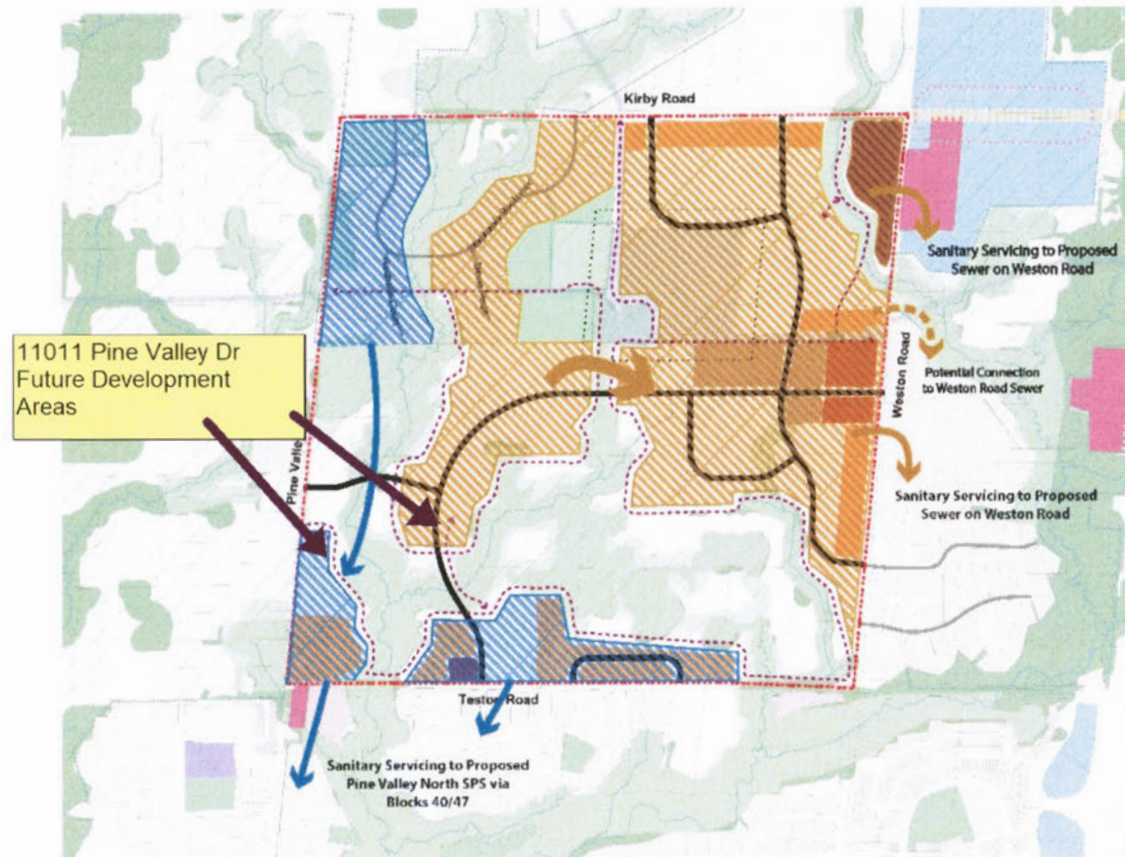 Kirby Road
Sanitary Servicing to Proposed
Sewer on Weston Road
11011 Pine Valley Dr
Future Development
Areas
Potential Connection
to Weston Road Sewer
Weston Road
Pine Valle
Sanitary Servicing to Proposed
Sewer on Weston Road
Teston Road
Sanitary Servicing to Proposed
Pine Valley North SPS via
Blocks 40/47